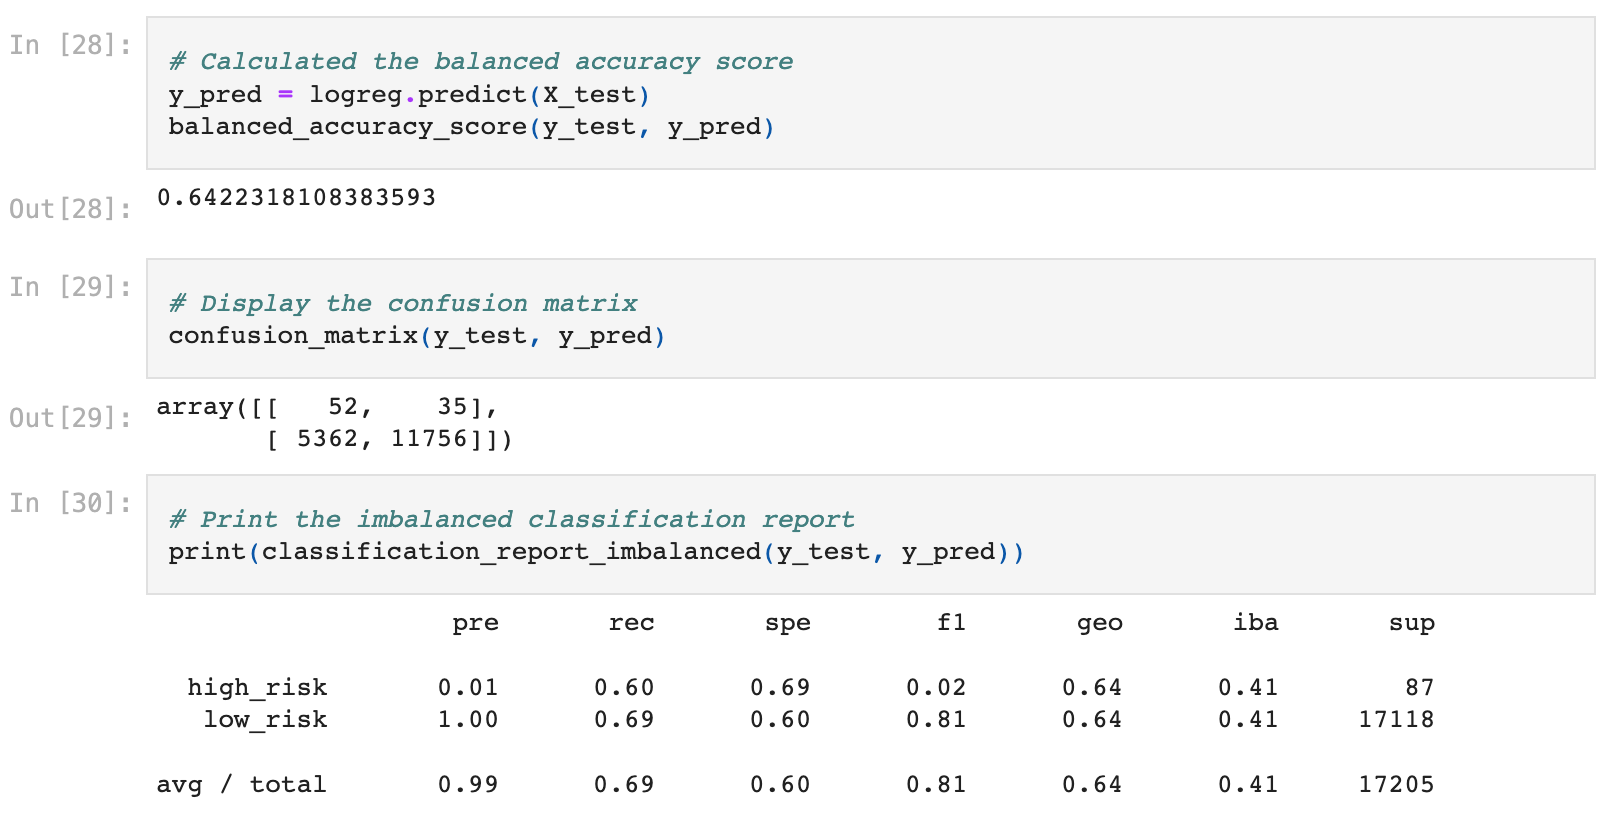 In [28]:
# Calculated the balanced accuracy score
y_pred = logreg.predict(X_test)
balanced_accuracy_score(y_test, y_pred)
Out[28]: 0.6422318108383593
In [29]:
# Display the confusion matrix
confusion_matrix(y_test, y_pred)
Out[29]: array([[   52,    35],
       [ 5362, 11756]])
In [30]:
# Print the imbalanced classification report
print(classification_report_imbalanced(y_test, y_pred))
pre rec spe f1 geo iba sup
high_risk 0.01 0.60 0.69 0.02 0.64 0.41 87
low_risk 1.00 0.69 0.60 0.81 0.64 0.41 17118
avg / total 0.99 0.69 0.60 0.81 0.64 0.41 17205